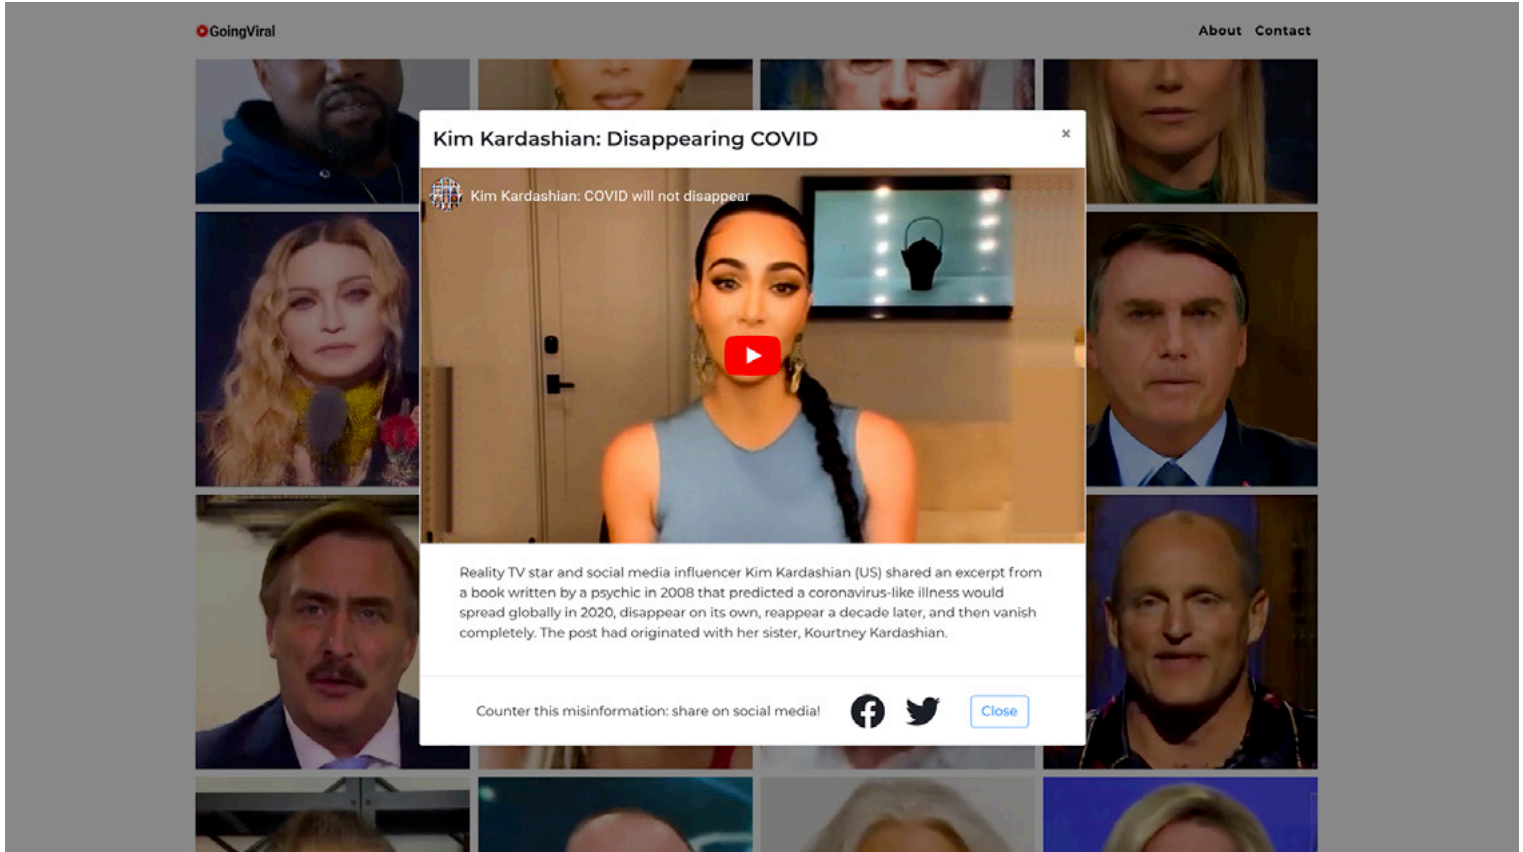 GoingViral
About Contact
Kim Kardashian: Disappearing COVID
×
Kim Kardashian: COVID will not disappear
Reality TV star and social media influencer Kim Kardashian (US) shared an excerpt from
a book written by a psychic in 2008 that predicted a coronavirus-like illness would
spread globally in 2020, disappear on its own, reappear a decade later, and then vanish
completely. The post had originated with her sister, Kourtney Kardashian.
Counter this misinformation: share on social media!
Close